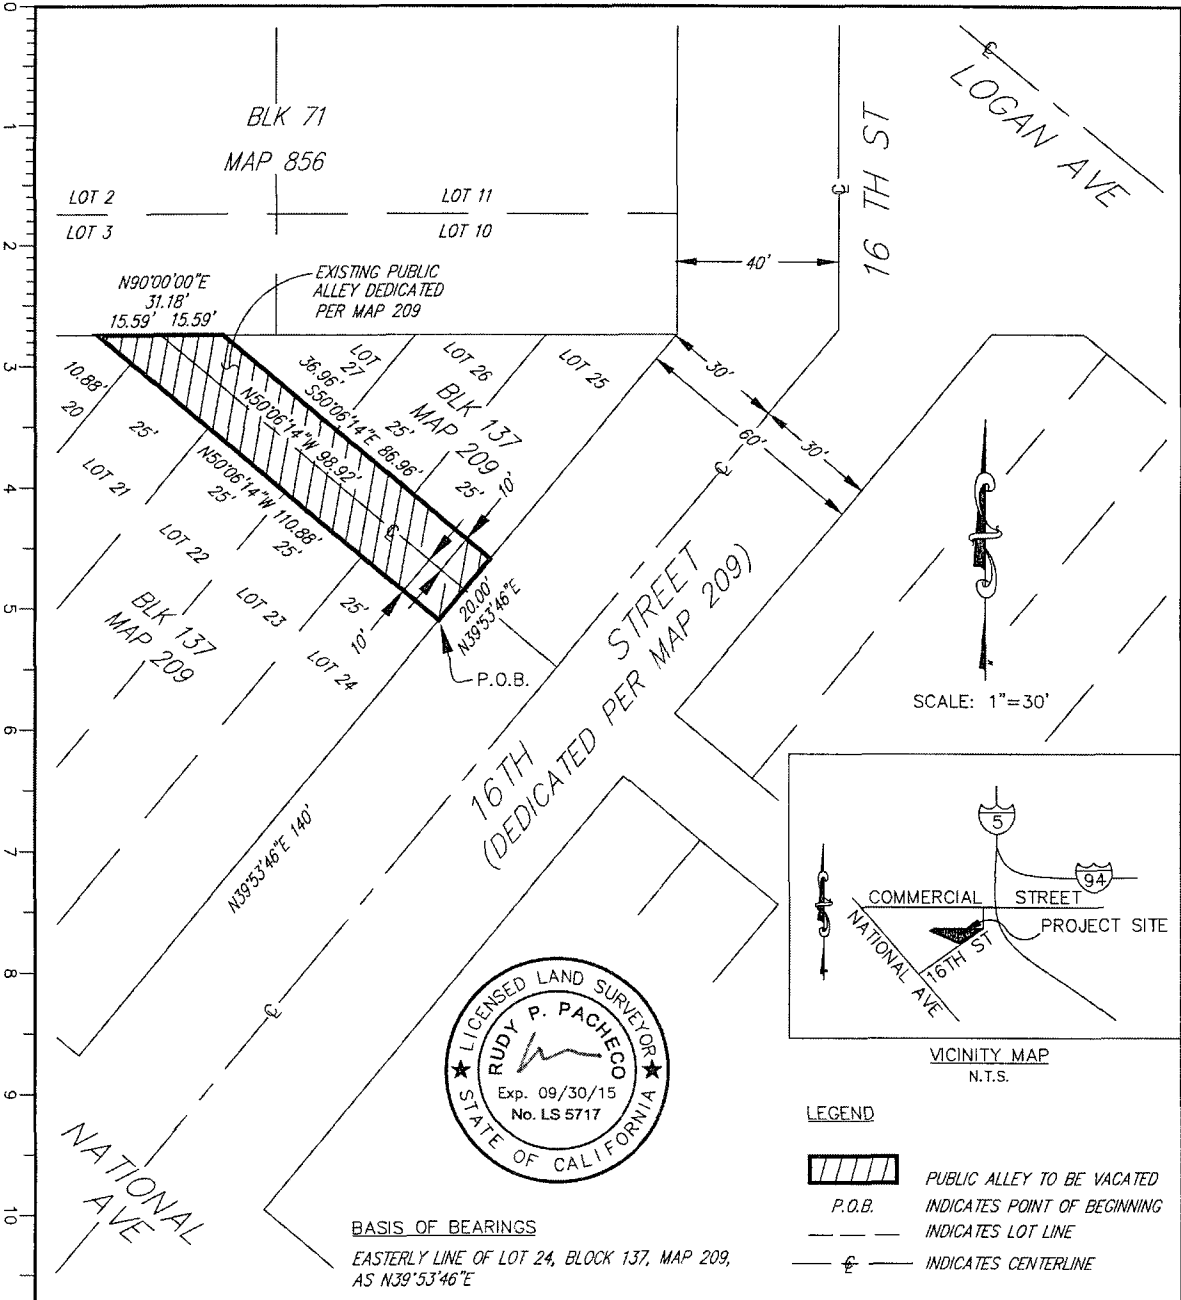 0
1
2
3
4
5
6
7
8
9
10
BLK 71
MAP 856
LOT 2
LOT 11
LOT 3
LOT 10
16 TH ST
LOGAN AVE
℄
℄
40'
N90°00'00"E
31.18'
15.59' 15.59'
EXISTING PUBLIC
ALLEY DEDICATED
PER MAP 209
LOT
27
LOT 26
LOT 25
BLK 137
MAP 209
36.96'
25'
25'
S50°06'14"E 86.96'
N50°06'14"W 98.92'
N50°06'14"W 110.88'
10.88'
20
25'
25'
25'
25'
LOT 21
LOT 22
LOT 23
LOT 24
10'
10'
℄
20.00'
N39°53'46"E
P.O.B.
BLK 137
MAP 209
30'
60'
30'
℄
16TH STREET
(DEDICATED PER MAP 209)
N39°53'46"E 140'
℄
NATIONAL
AVE
SCALE: 1"=30'
5
94
COMMERCIAL STREET
PROJECT SITE
NATIONAL AVE
16TH ST
VICINITY MAP
N.T.S.
LICENSED LAND SURVEYOR
RUDY P. PACHECO
Exp. 09/30/15
No. LS 5717
STATE OF CALIFORNIA
LEGEND
PUBLIC ALLEY TO BE VACATED
P.O.B. INDICATES POINT OF BEGINNING
INDICATES LOT LINE
℄ INDICATES CENTERLINE
BASIS OF BEARINGS
EASTERLY LINE OF LOT 24, BLOCK 137, MAP 209,
AS N39°53'46"E